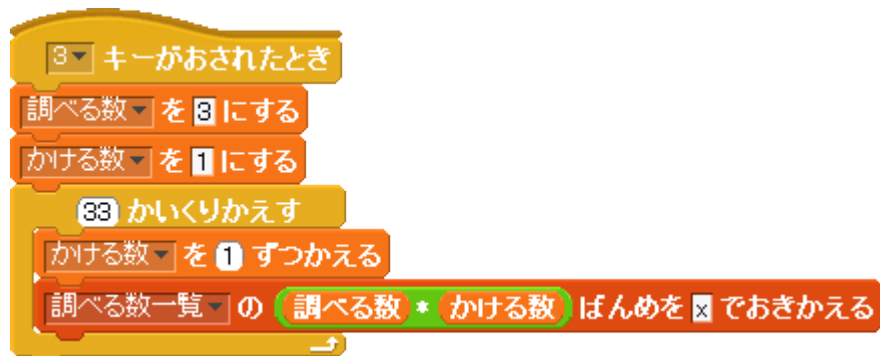 3 キーがおされたとき
調べる数 を 3 にする
かける数 を 1 にする
33 かいくりかえす
かける数 を 1 ずつかえる
調べる数一覧 の 調べる数 * かける数 ばんめを x でおきかえる